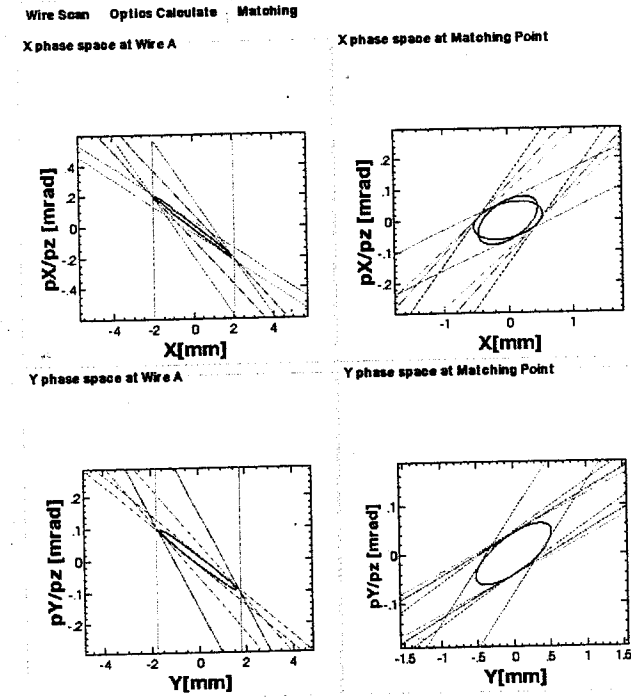 Wire Scan Optics Calculate Matching
X phase space at Wire A
X phase space at Matching Point
pX/pz [mrad]
.4
.2
0
-.2
-.4
-4 -2 0 2 4
X[mm]
pX/pz [mrad]
.2
.1
0
-.1
-.2
-1 0 1
X[mm]
Y phase space at Wire A
Y phase space at Matching Point
pY/pz [mrad]
.2
.1
0
-.1
-.2
-4 -2 0 2 4
Y[mm]
pY/pz [mrad]
.1
0
-.1
-1.5 -1 -.5 0 .5 1 1.5
Y[mm]